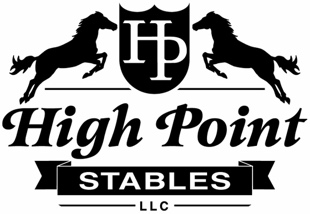 HP
High Point
STABLES
LLC